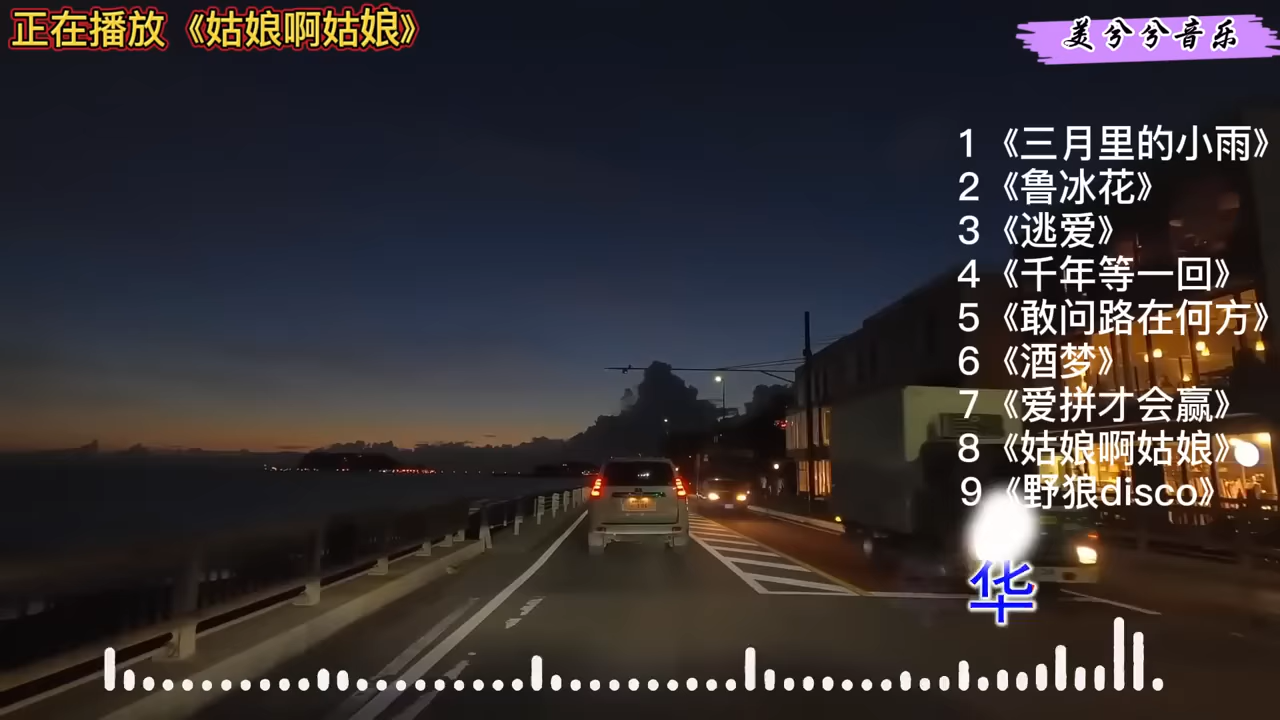 正在播放《姑娘啊姑娘》
美兮兮音乐
1《三月里的小雨》
2《鲁冰花》
3《逃爱》
4《千年等一回》
5《敢问路在何方》
6《酒梦》
7《爱拼才会赢》
8《姑娘啊姑娘》
9《野狼disco》
华